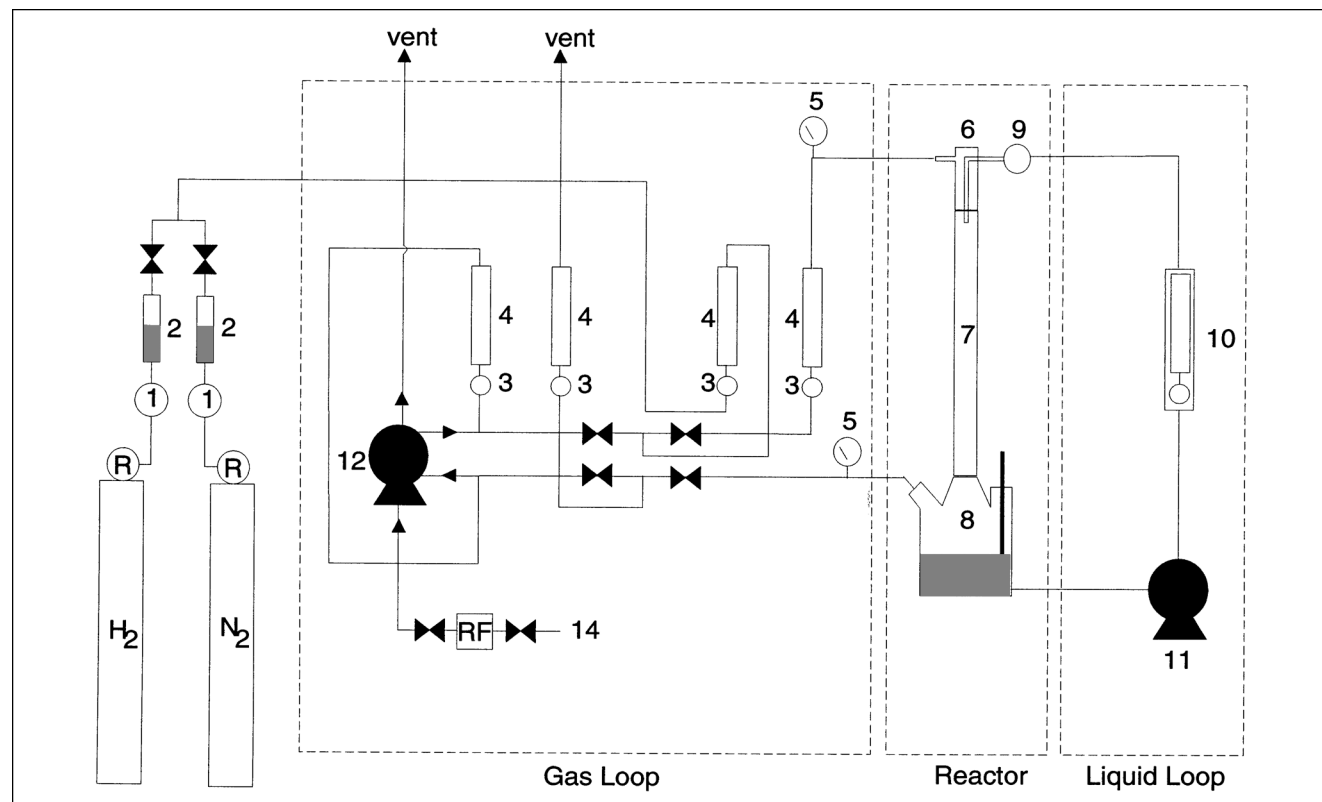 vent vent
5 6 9
2 2 4 4 4 4 7 10
1 1 3 3 3 3
R R 12 5
8
H2 N2
RF 14 11
Gas Loop Reactor Liquid Loop